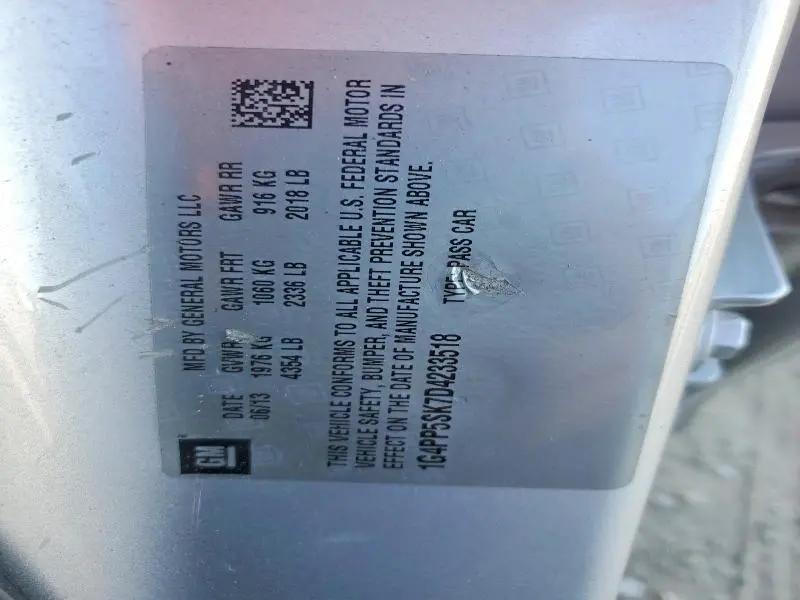 GM
MFD BY GENERAL MOTORS LLC
DATE GVWR GAWR FRT GAWR RR
06/13 1976 KG 1060 KG 916 KG
4354 LB 2336 LB 2018 LB
THIS VEHICLE CONFORMS TO ALL APPLICABLE U.S. FEDERAL MOTOR
VEHICLE SAFETY, BUMPER, AND THEFT PREVENTION STANDARDS IN
EFFECT ON THE DATE OF MANUFACTURE SHOWN ABOVE.
1G4PP5SK7D4233518 TYPE: PASS CAR